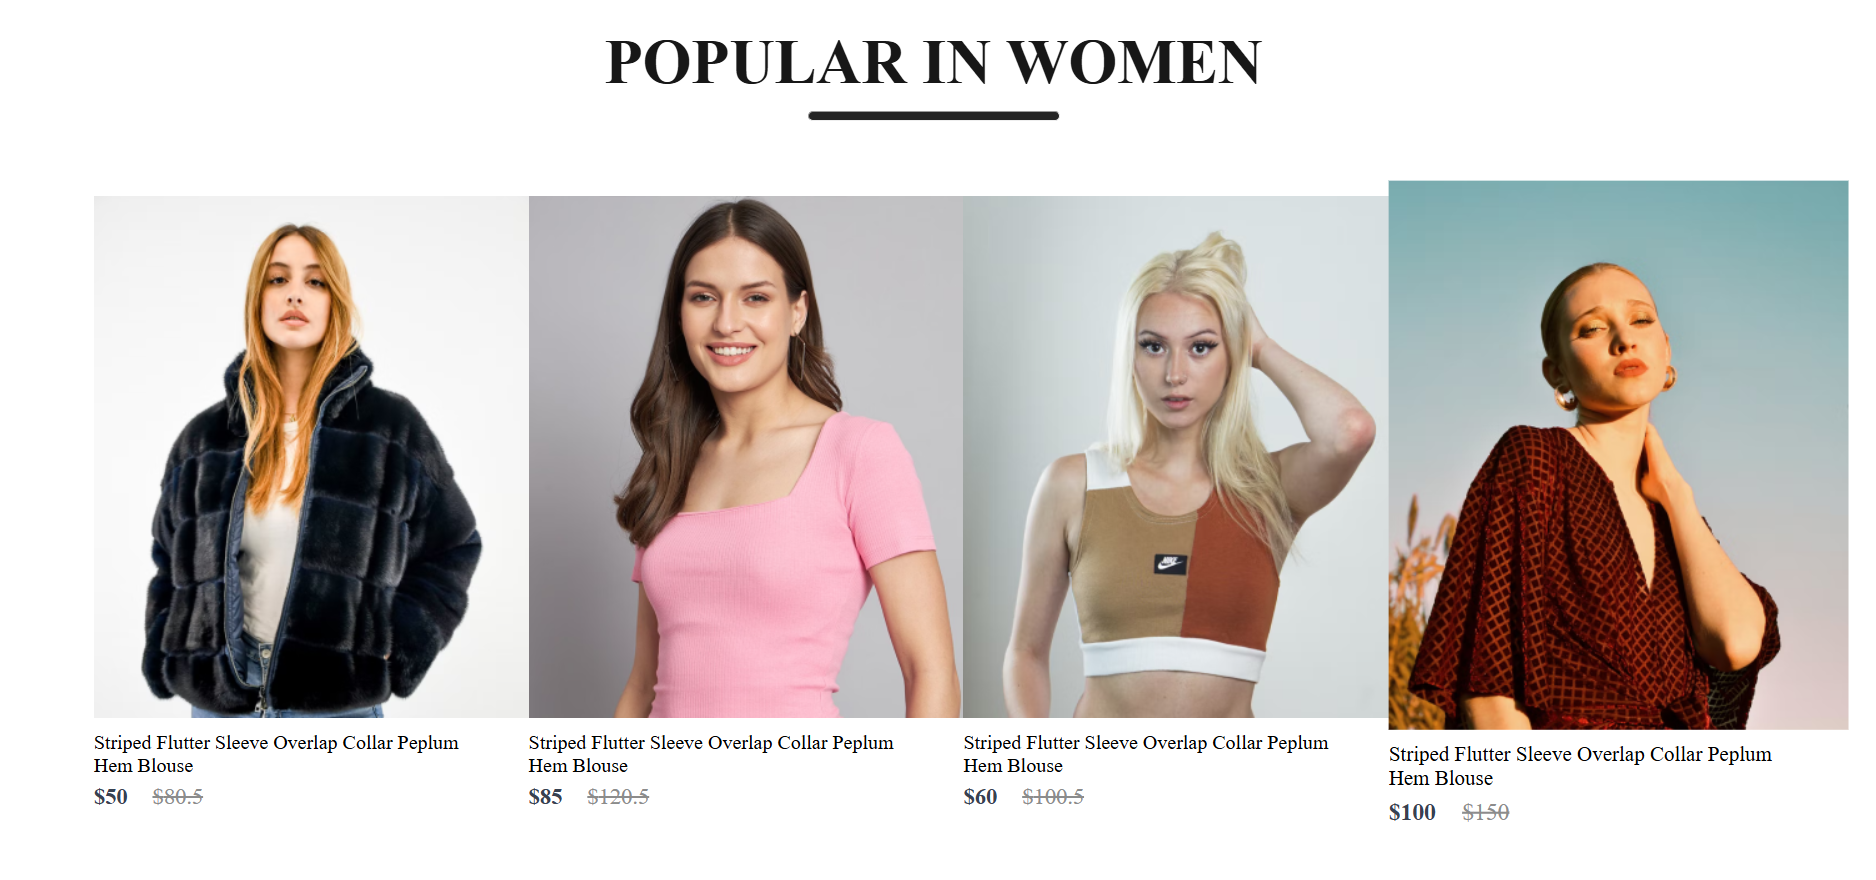 POPULAR IN WOMEN
NIKE
Striped Flutter Sleeve Overlap Collar Peplum
Hem Blouse
$50 $80.5
Striped Flutter Sleeve Overlap Collar Peplum
Hem Blouse
$85 $120.5
Striped Flutter Sleeve Overlap Collar Peplum
Hem Blouse
$60 $100.5
Striped Flutter Sleeve Overlap Collar Peplum
Hem Blouse
$100 $150